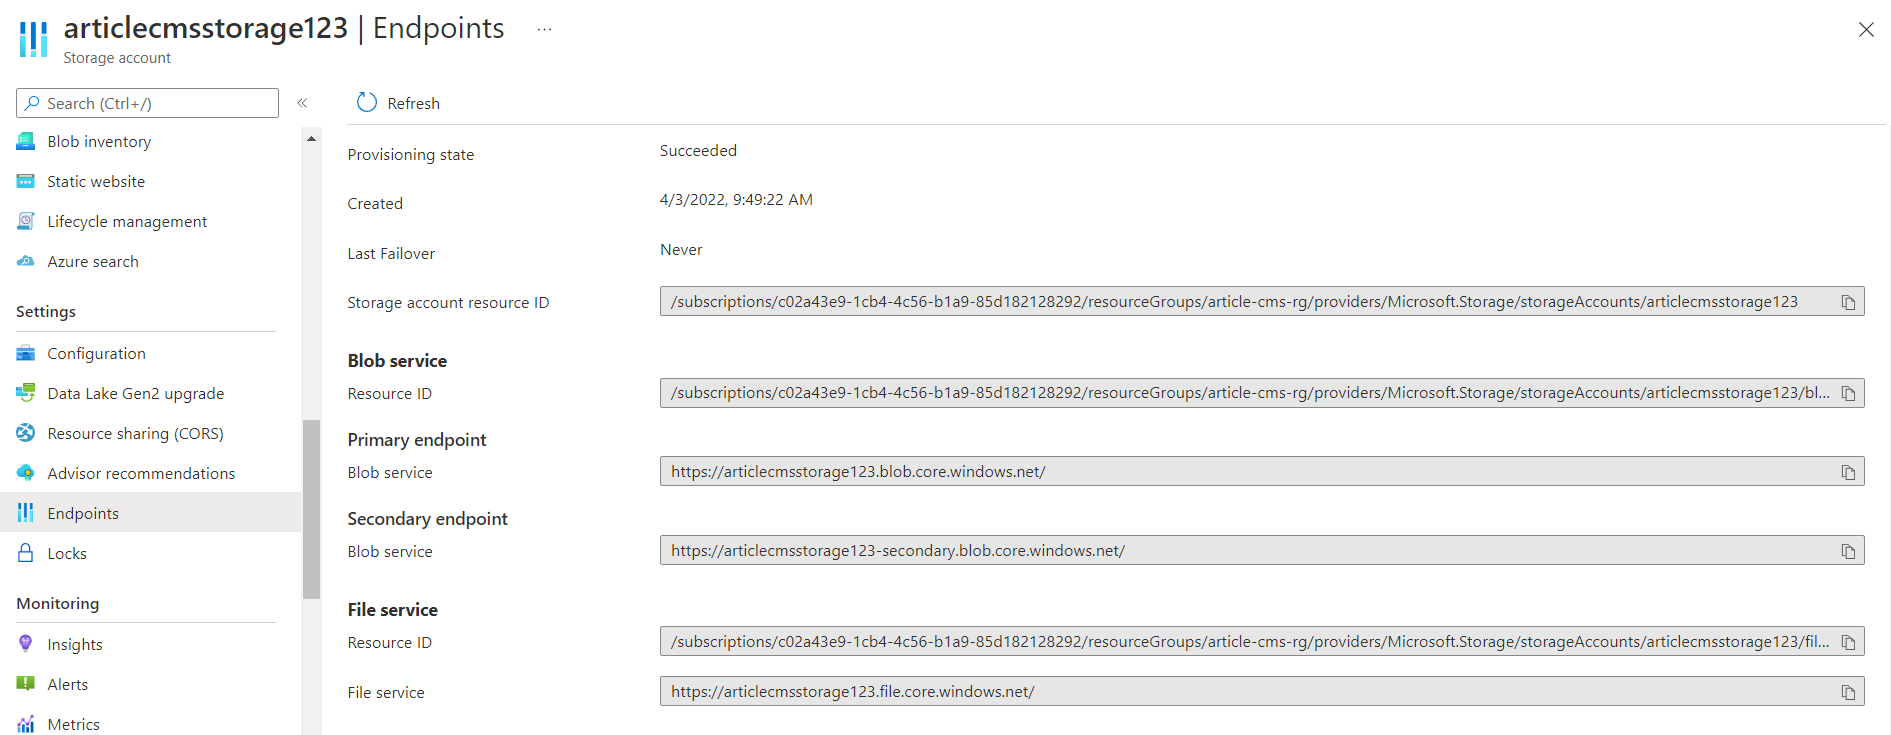 articlecmsstorage123 | Endpoints ...
Storage account
Search (Ctrl+/)
«
Blob inventory
Static website
Lifecycle management
Azure search
Settings
Configuration
Data Lake Gen2 upgrade
Resource sharing (CORS)
Advisor recommendations
Endpoints
Locks
Monitoring
Insights
Alerts
Metrics
Refresh
Provisioning state Succeeded
Created 4/3/2022, 9:49:22 AM
Last Failover Never
Storage account resource ID /subscriptions/c02a43e9-1cb4-4c56-b1a9-85d182128292/resourceGroups/article-cms-rg/providers/Microsoft.Storage/storageAccounts/articlecmsstorage123
Blob service
Resource ID /subscriptions/c02a43e9-1cb4-4c56-b1a9-85d182128292/resourceGroups/article-cms-rg/providers/Microsoft.Storage/storageAccounts/articlecmsstorage123/bl...
Primary endpoint
Blob service https://articlecmsstorage123.blob.core.windows.net/
Secondary endpoint
Blob service https://articlecmsstorage123-secondary.blob.core.windows.net/
File service
Resource ID /subscriptions/c02a43e9-1cb4-4c56-b1a9-85d182128292/resourceGroups/article-cms-rg/providers/Microsoft.Storage/storageAccounts/articlecmsstorage123/fil...
File service https://articlecmsstorage123.file.core.windows.net/